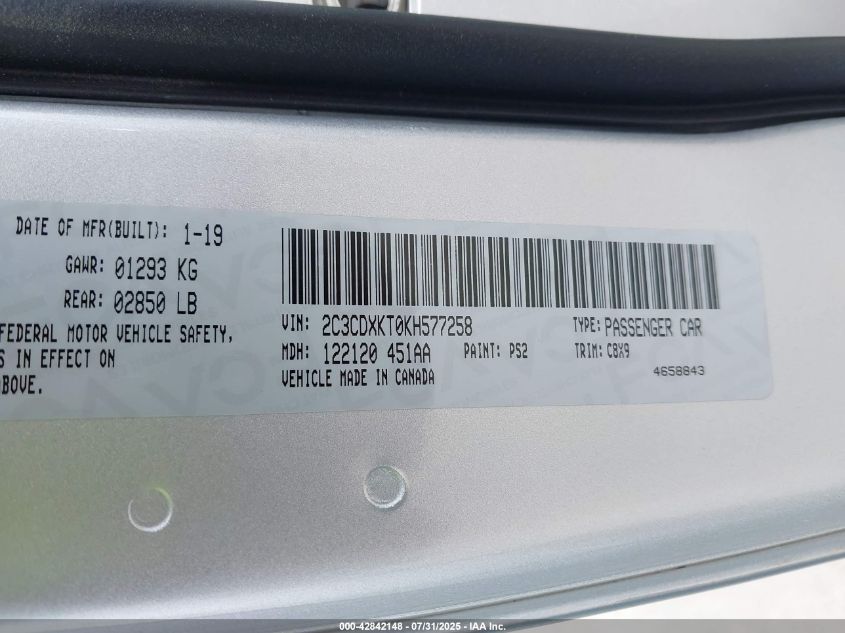 DATE OF MFR(BUILT): 1-19
GAWR: 01293 KG
REAR: 02850 LB
FEDERAL MOTOR VEHICLE SAFETY,
S IN EFFECT ON
BOVE.
VIN: 2C3CDXKT0KH577258
TYPE: PASSENGER CAR
MDH: 122120 451AA
PAINT: PS2
TRIM: C8X9
VEHICLE MADE IN CANADA
4658843
000-42842148 - 07/31/2025 - IAA Inc.